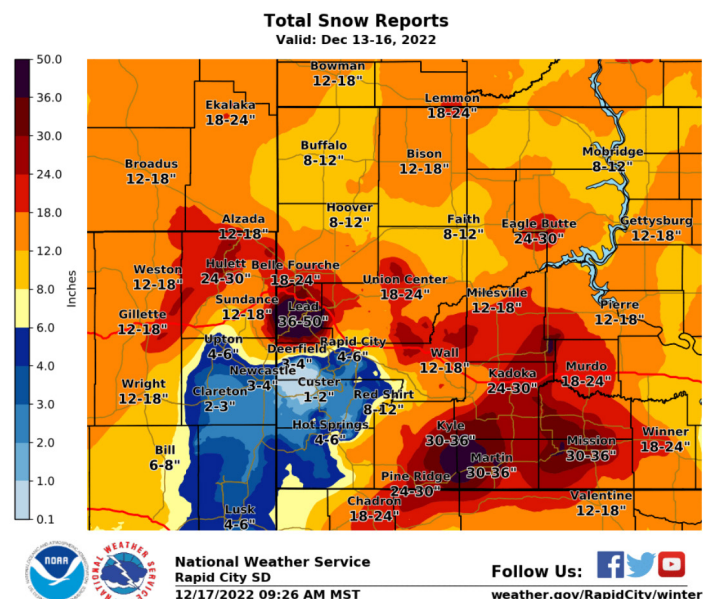 Total Snow Reports
Valid: Dec 13-16, 2022
50.0
36.0
30.0
24.0
18.0
12.0
8.0
6.0
4.0
3.0
2.0
1.0
0.1
Inches
Bowman
12-18"
Ekalaka
18-24"
Lemmon
18-24"
Broadus
12-18"
Buffalo
8-12"
Bison
12-18"
Mobridge
8-12"
Alzada
12-18"
Hoover
8-12"
Faith
8-12"
Eagle Butte
24-30"
Gettysburg
12-18"
Weston
12-18"
Hulett
24-30"
Belle Fourche
18-24"
Union Center
18-24"
Milesville
12-18"
Pierre
12-18"
Gillette
12-18"
Sundance
12-18"
Lead
36-50"
Upton
4-6"
Deerfield
3-4"
Rapid City
4-6"
Wall
12-18"
Kadoka
24-30"
Murdo
18-24"
Wright
12-18"
Newcastle
3-4"
Clareton
2-3"
Custer
1-2"
Red Shirt
8-12"
Hot Springs
4-6"
Kyle
30-36"
Mission
30-36"
Winner
18-24"
Bill
6-8"
Martin
30-36"
Pine Ridge
24-30"
Lusk
4-6"
Chadron
18-24"
Valentine
12-18"
NOAA
NATIONAL WEATHER SERVICE
National Weather Service
Rapid City SD
12/17/2022 09:26 AM MST
Follow Us:
weather.gov/RapidCity/winter